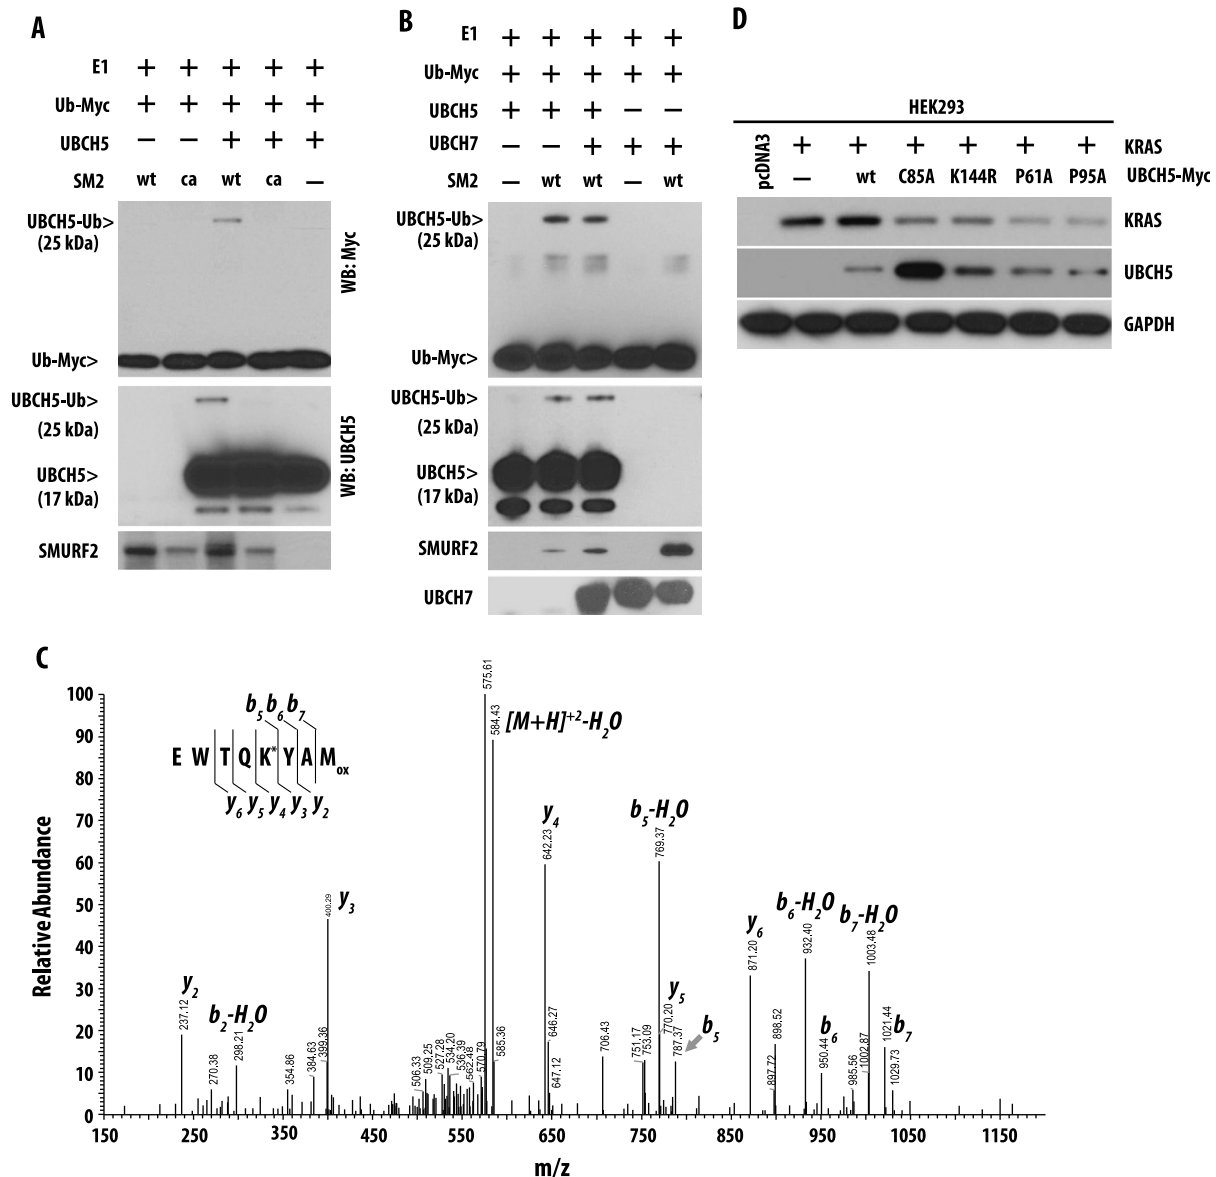 A
E1 + + + + +
Ub-Myc + + + + +
UBCH5 — — + + +
SM2 wt ca wt ca —
UBCH5-Ub>
(25 kDa)
Ub-Myc>
WB: Myc
UBCH5-Ub>
(25 kDa)
UBCH5>
(17 kDa)
WB: UBCH5
SMURF2
B
E1 + + + + +
Ub-Myc + + + + +
UBCH5 + + + — —
UBCH7 — — + + +
SM2 — wt wt — wt
UBCH5-Ub>
(25 kDa)
Ub-Myc>
UBCH5-Ub>
(25 kDa)
UBCH5>
(17 kDa)
SMURF2
UBCH7
D
HEK293
pcDNA3 + + + + + + KRAS
— wt C85A K144R P61A P95A UBCH5-Myc
KRAS
UBCH5
GAPDH
C
b5 b6 b7
E W T Q K* Y A Mox
y6 y5 y4 y3 y2
Relative Abundance
100
90
80
70
60
50
40
30
20
10
0
y2
237.12
270.38
b2-H2O
298.21
354.86
384.63
399.36
400.29
y3
506.33
509.25
527.28
534.20
536.39
562.48
570.79
575.61
584.43
[M+H]+2-H2O
585.36
y4
642.23
646.27
647.12
706.43
751.17
753.09
b5-H2O
769.37
770.20
y5
787.37
b5
y6
871.20
897.72
898.52
b6-H2O
932.40
950.44
b6
985.56
1002.87
b7-H2O
1003.48
1021.44
b7
1029.73
150 250 350 450 550 650 750 850 950 1050 1150
m/z